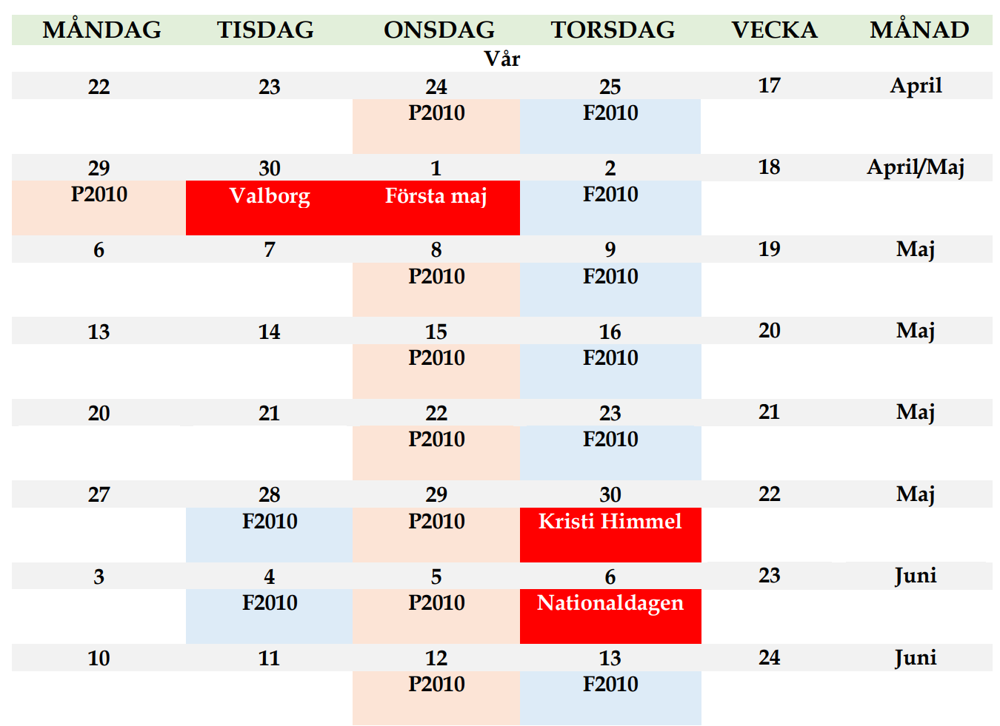 MÅNDAG TISDAG ONSDAG TORSDAG VECKA MÅNAD
Vår
22 23 24 25 17 April
P2010 F2010
29 30 1 2 18 April/Maj
P2010 Valborg Första maj F2010
6 7 8 9 19 Maj
P2010 F2010
13 14 15 16 20 Maj
P2010 F2010
20 21 22 23 21 Maj
P2010 F2010
27 28 29 30 22 Maj
F2010 P2010 Kristi Himmel
3 4 5 6 23 Juni
F2010 P2010 Nationaldagen
10 11 12 13 24 Juni
P2010 F2010